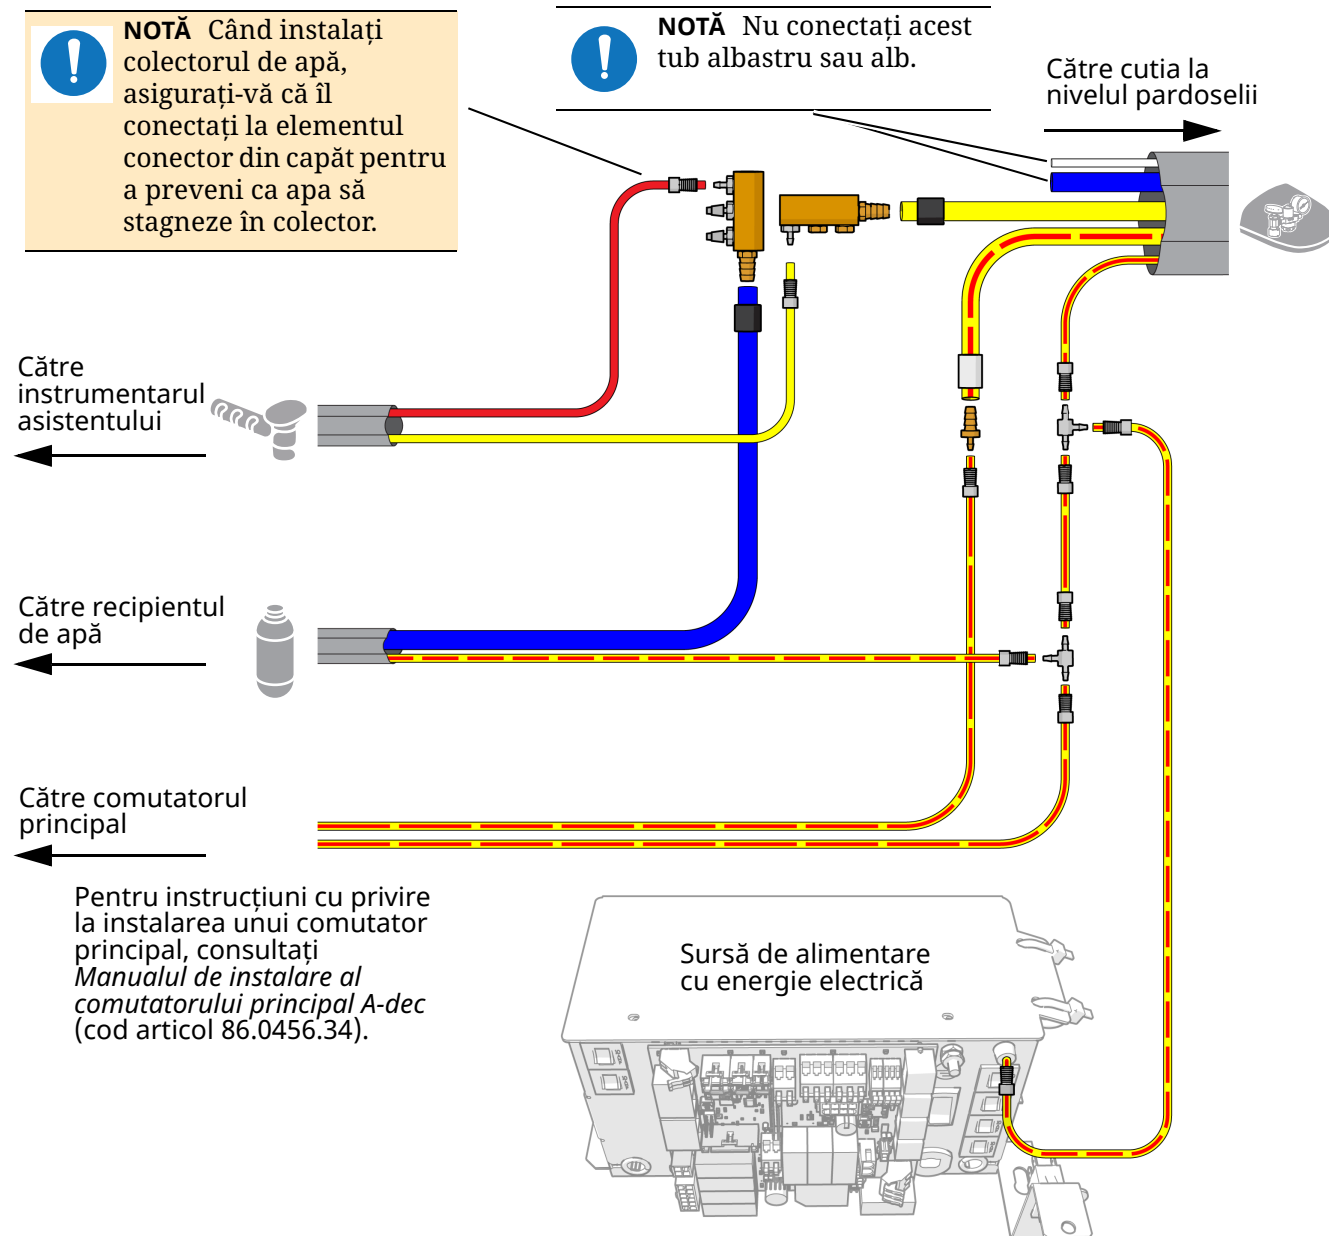 NOTĂ Când instalați
colectorul de apă,
asigurați-vă că îl
conectați la elementul
conector din capăt pentru
a preveni ca apa să
stagneze în colector.
NOTĂ Nu conectați acest
tub albastru sau alb.
Către cutia la
nivelul pardoselii
Către
instrumentarul
asistentului
Către recipientul
de apă
Către comutatorul
principal
Pentru instrucțiuni cu privire
la instalarea unui comutator
principal, consultați
Manualul de instalare al
comutatorului principal A-dec
(cod articol 86.0456.34).
Sursă de alimentare
cu energie electrică